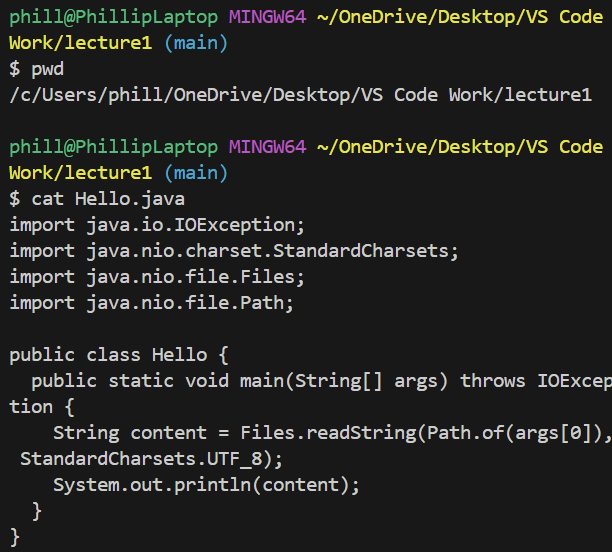 phill@PhillipLaptop MINGW64 ~/OneDrive/Desktop/VS Code
Work/lecture1 (main)
$ pwd
/c/Users/phill/OneDrive/Desktop/VS Code Work/lecture1

phill@PhillipLaptop MINGW64 ~/OneDrive/Desktop/VS Code
Work/lecture1 (main)
$ cat Hello.java
import java.io.IOException;
import java.nio.charset.StandardCharsets;
import java.nio.file.Files;
import java.nio.file.Path;

public class Hello {
  public static void main(String[] args) throws IOExcep
tion {
    String content = Files.readString(Path.of(args[0]),
 StandardCharsets.UTF_8);
    System.out.println(content);
  }
}